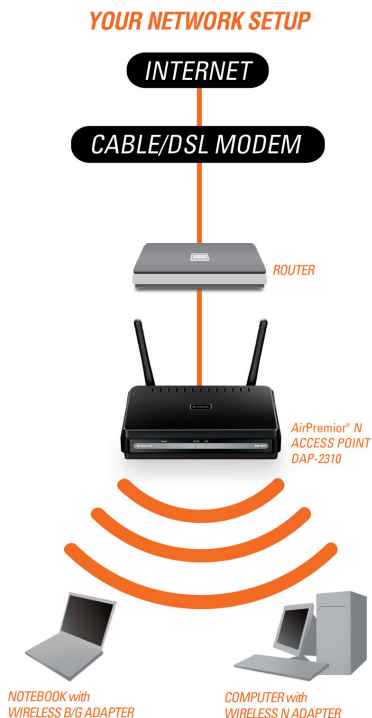 YOUR NETWORK SETUP
INTERNET
CABLE/DSL MODEM
ROUTER
AirPremior® N
ACCESS POINT
DAP-2310
NOTEBOOK with
WIRELESS B/G ADAPTER
COMPUTER with
WIRELESS N ADAPTER